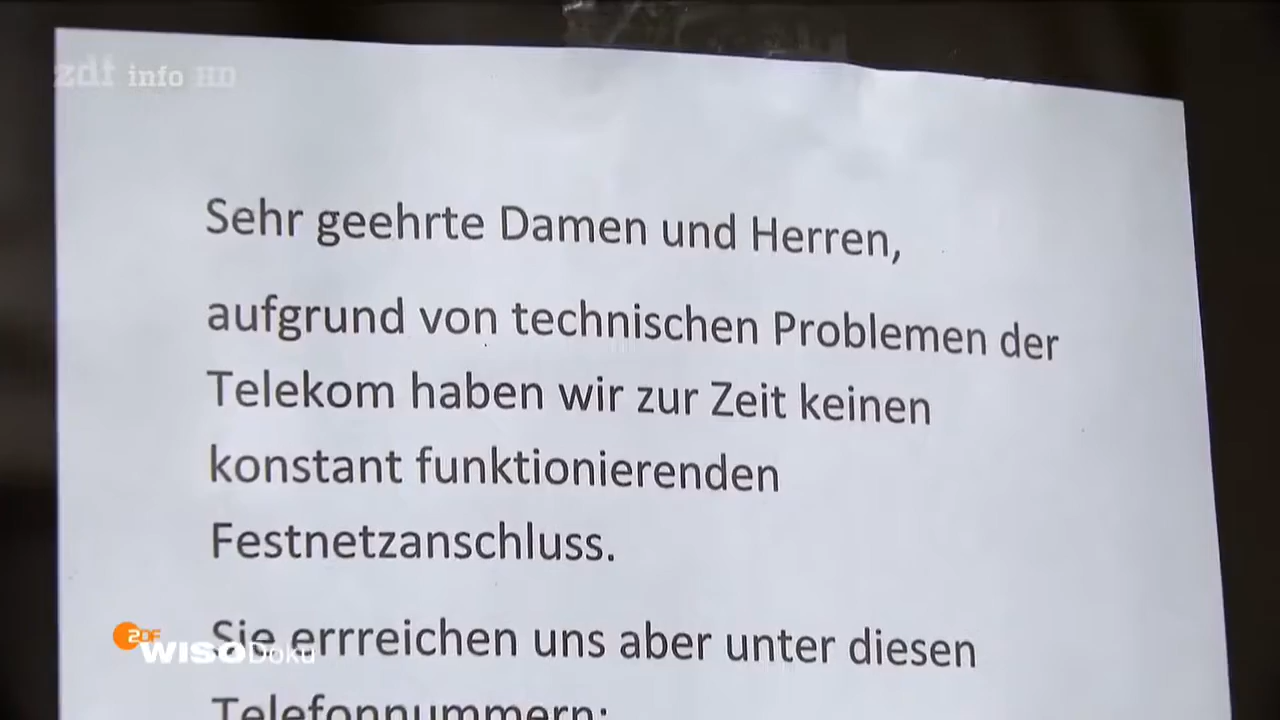 zdf info HD
Sehr geehrte Damen und Herren,
aufgrund von technischen Problemen der
Telekom haben wir zur Zeit keinen
konstant funktionierenden
Festnetzanschluss.
Sie errreichen uns aber unter diesen
Telefonnummern:
ZDF WISO Doku